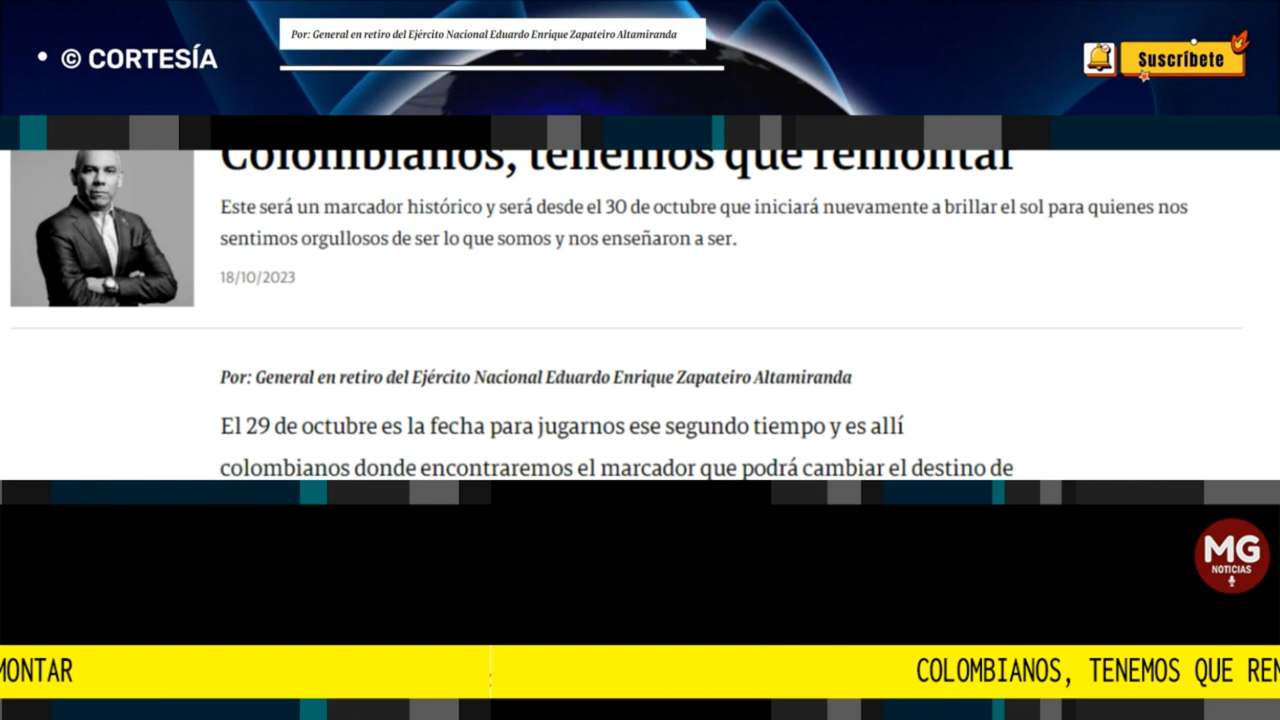 • © CORTESÍA
Por: General en retiro del Ejército Nacional Eduardo Enrique Zapateiro Altamiranda
Suscríbete
Colombianos, tenemos que remontar
Este será un marcador histórico y será desde el 30 de octubre que iniciará nuevamente a brillar el sol para quienes nos
sentimos orgullosos de ser lo que somos y nos enseñaron a ser.
18/10/2023
Por: General en retiro del Ejército Nacional Eduardo Enrique Zapateiro Altamiranda
El 29 de octubre es la fecha para jugarnos ese segundo tiempo y es allí
colombianos donde encontraremos el marcador que podrá cambiar el destino de
MG
NOTICIAS
MONTAR
COLOMBIANOS, TENEMOS QUE REM